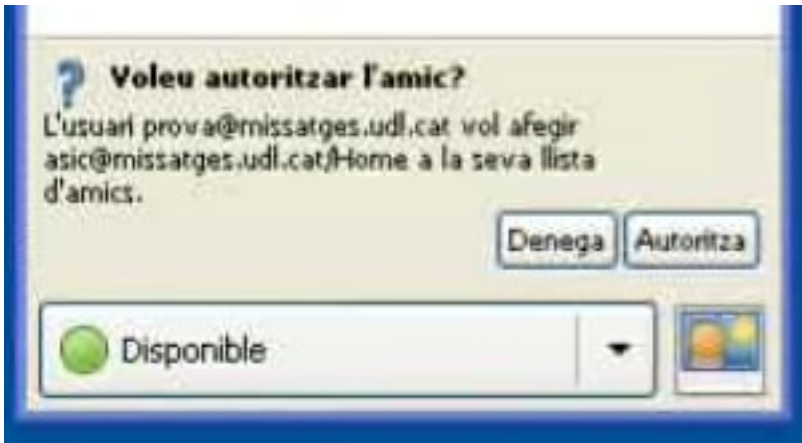 Voleu autoritzar l'amic?
L'usuari prova@missatges.udl.cat vol afegir
asic@missatges.udl.cat/Home a la seva llista
d'amics.
Denega Autoritza
Disponible